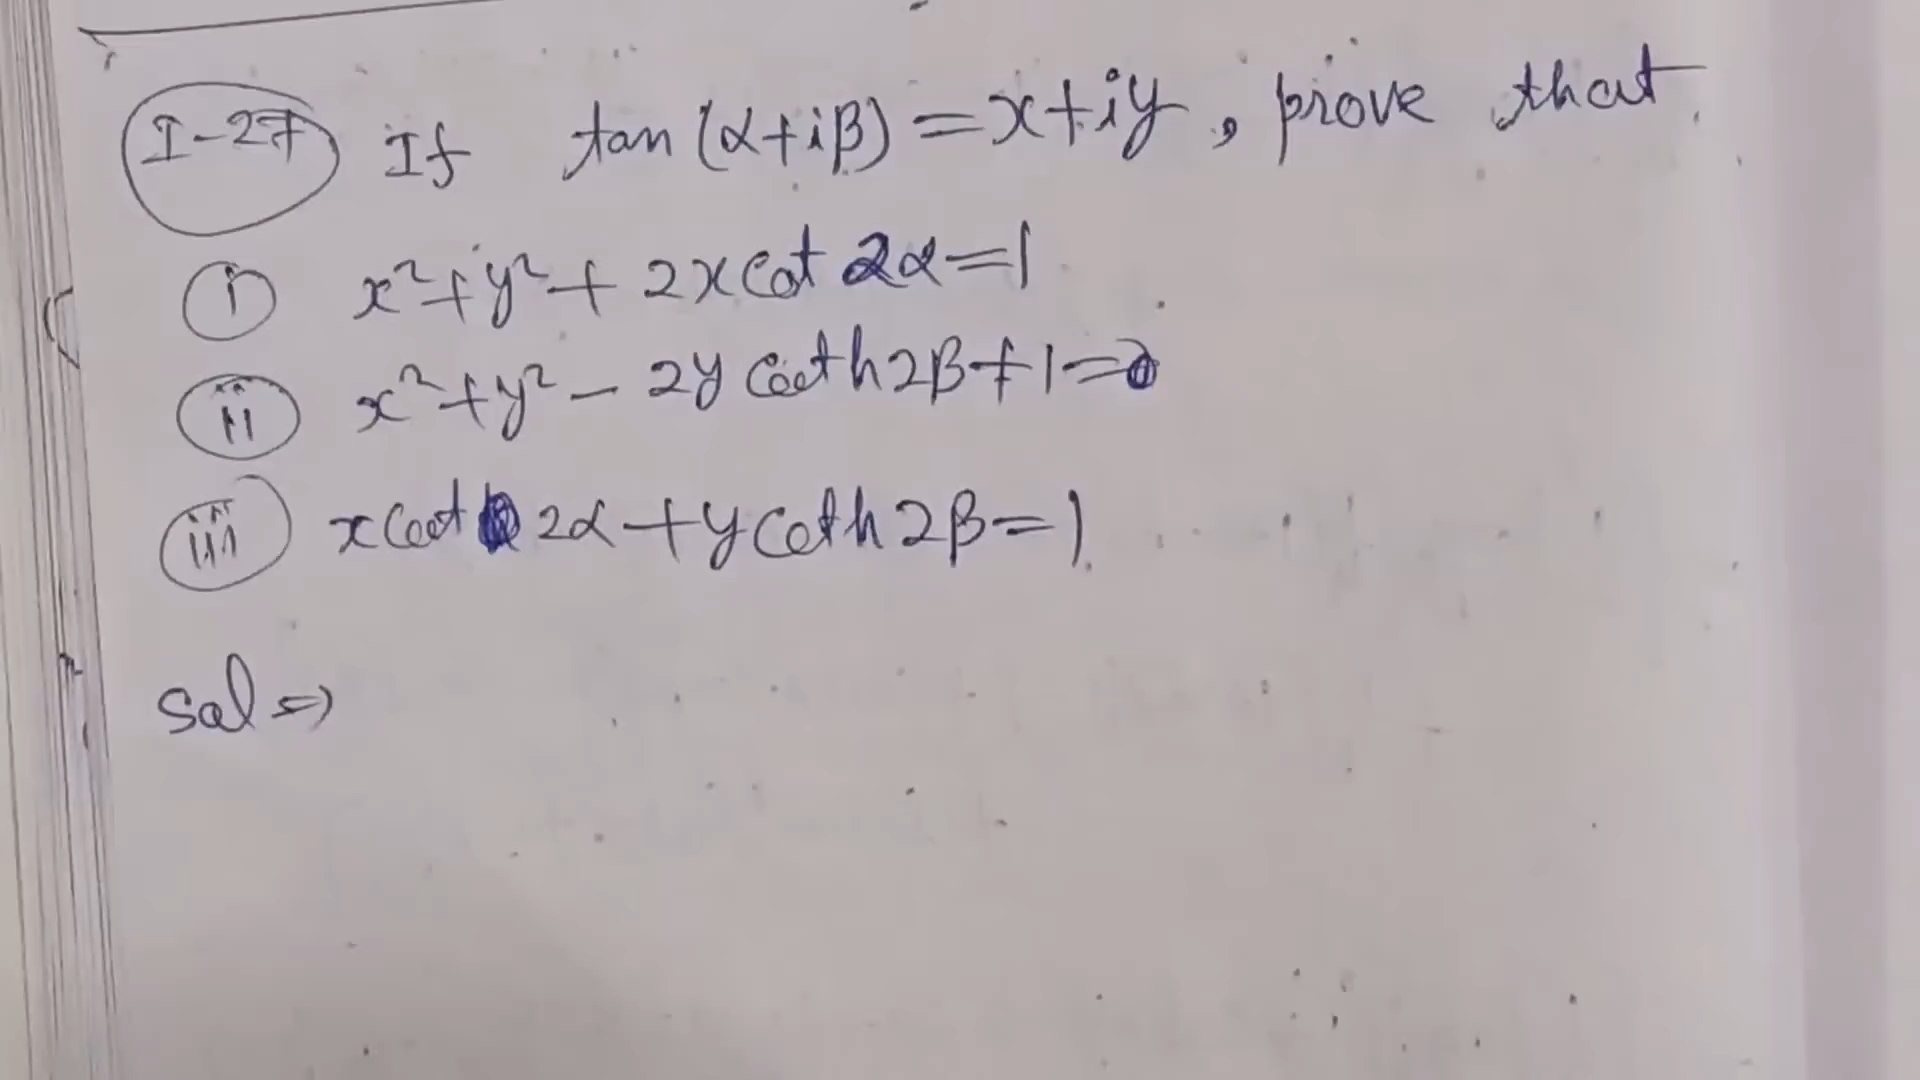 I-27 If tan (α+iβ) = x+iy, prove that
i x²+y²+ 2x cot 2α=1
ii x²+y²- 2y coth 2β+1=0
iii x cot 2α + y coth 2β = 1.
Sol ⇒